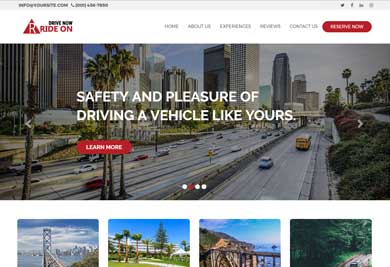 INFO@YOURSITE.COM (001) 456-7890
DRIVE NOW
RIDE ON
HOME ABOUT US EXPERIENCES REVIEWS CONTACT US RESERVE NOW
SAFETY AND PLEASURE OF
DRIVING A VEHICLE LIKE YOURS.
LEARN MORE